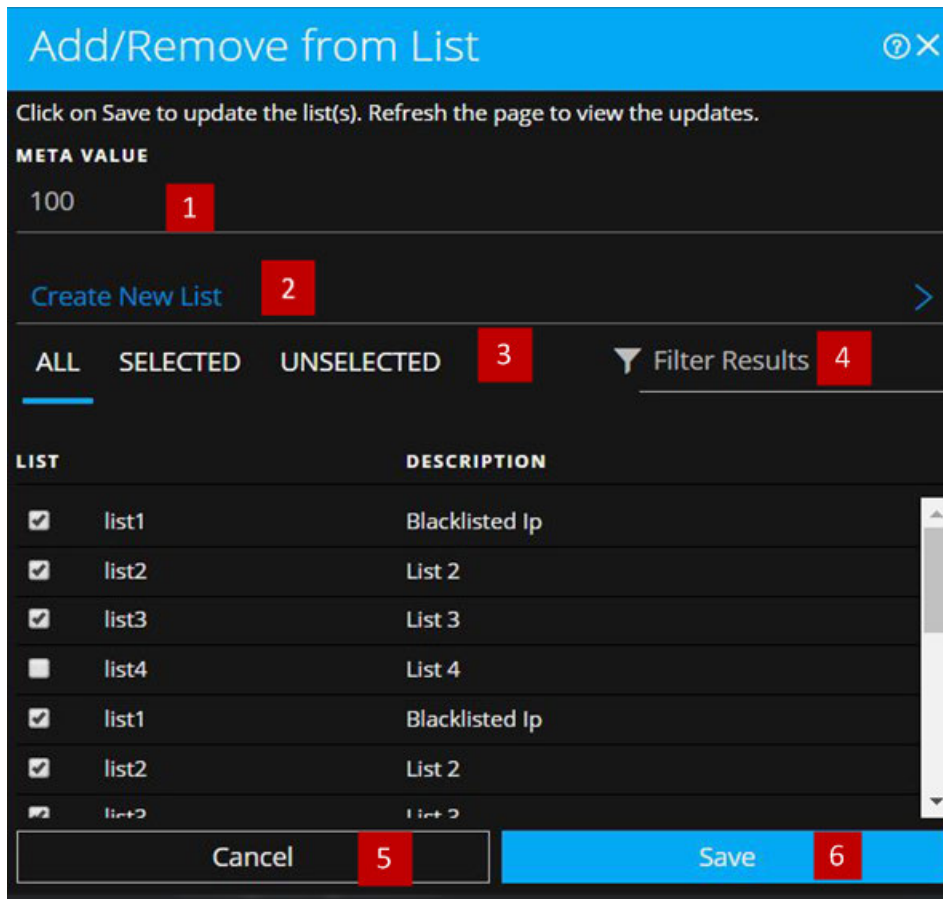 Add/Remove from List
Click on Save to update the list(s). Refresh the page to view the updates.
META VALUE
100 1
Create New List 2
ALL SELECTED UNSELECTED 3 Filter Results 4
LIST DESCRIPTION
list1 Blacklisted Ip
list2 List 2
list3 List 3
list4 List 4
list1 Blacklisted Ip
list2 List 2
list3 List 3
Cancel 5 Save 6